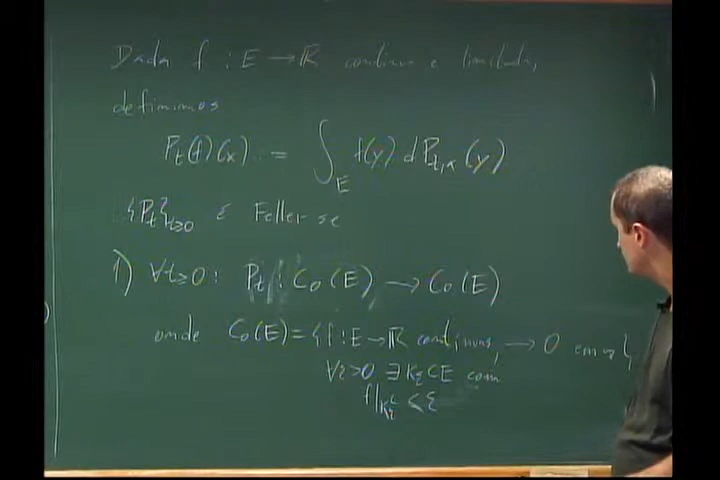 Dada f : E → ℝ contínua e limitada,
definimos
P_t(f)(x) = ∫_E f(y) dP_{t,x}(y)
{P_t}_{t≥0} é Feller se
1) ∀t≥0 : P_t : C_0(E) → C_0(E)
onde C_0(E) = {f : E → ℝ contínuas, → 0 em ∞}
∀ε>0 ∃ K_ε ⊂ E com
f|_{K_ε^c} < ε